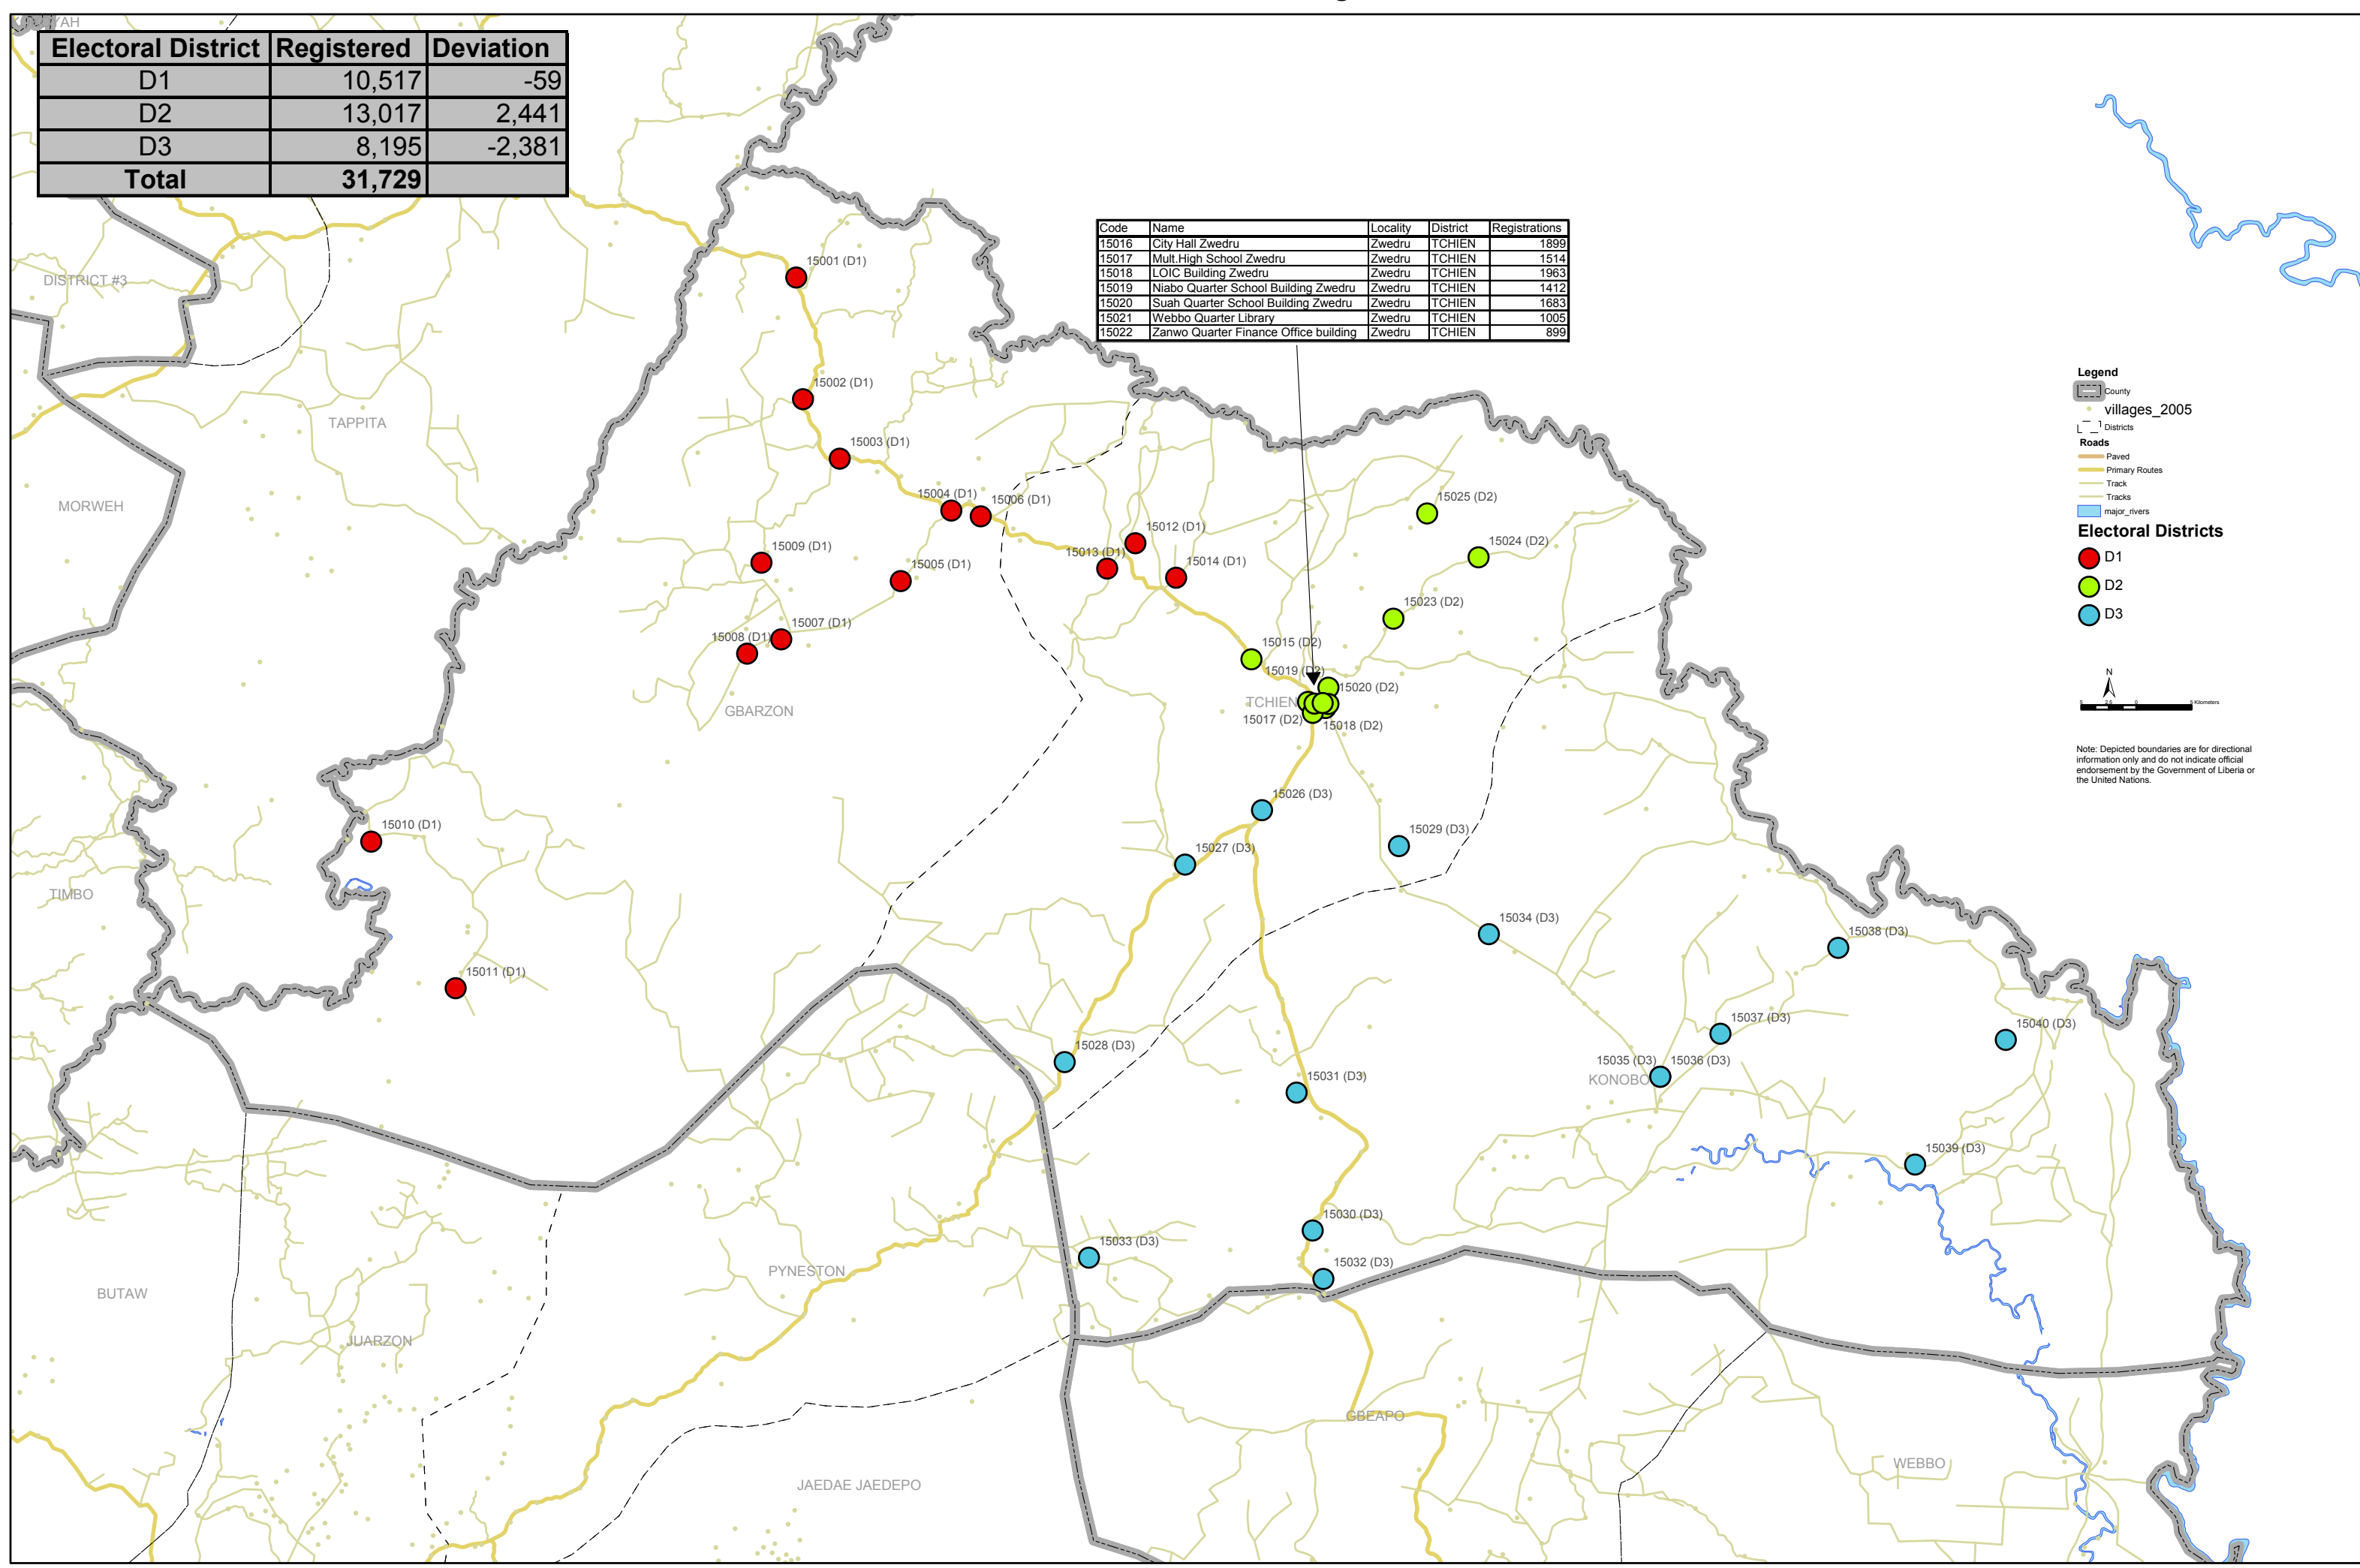 Electoral District Registered Deviation
D1 10,517 -59
D2 13,017 2,441
D3 8,195 -2,381
Total 31,729
Code Name Locality District Registrations
15016 City Hall Zwedru Zwedru TCHIEN 1899
15017 Mult.High School Zwedru Zwedru TCHIEN 1514
15018 LOIC Building Zwedru Zwedru TCHIEN 1963
15019 Niabo Quarter School Building Zwedru Zwedru TCHIEN 1412
15020 Suah Quarter School Building Zwedru Zwedru TCHIEN 1683
15021 Webbo Quarter Library Zwedru TCHIEN 1005
15022 Zanwo Quarter Finance Office building Zwedru TCHIEN 899
15001 (D1)
DISTRICT #3
15002 (D1)
TAPPITA
15003 (D1)
15004 (D1)
15006 (D1)
MORWEH
15012 (D1)
15013 (D1)
15014 (D1)
15009 (D1)
15005 (D1)
15007 (D1)
15008 (D1)
GBARZON
15025 (D2)
15024 (D2)
15023 (D2)
15015 (D2)
15019 (D2)
15020 (D2)
TCHIEN
15017 (D2)
15018 (D2)
15026 (D3)
15010 (D1)
15029 (D3)
15027 (D3)
TIMBO
15034 (D3)
15038 (D3)
15011 (D1)
15037 (D3)
15040 (D3)
15028 (D3)
15035 (D3)
15036 (D3)
KONOBO
15031 (D3)
15039 (D3)
15030 (D3)
15033 (D3)
15032 (D3)
PYNESTON
BUTAW
JUARZON
GBEAPO
WEBBO
JAEDAE JAEDEPO
Legend
County
villages_2005
Districts
Roads
Paved
Primary Routes
Track
Tracks
major_rivers
Electoral Districts
D1
D2
D3
N
5 2.5 0 5 Kilometers
Note: Depicted boundaries are for directional
information only and do not indicate official
endorsement by the Government of Liberia or
the United Nations.